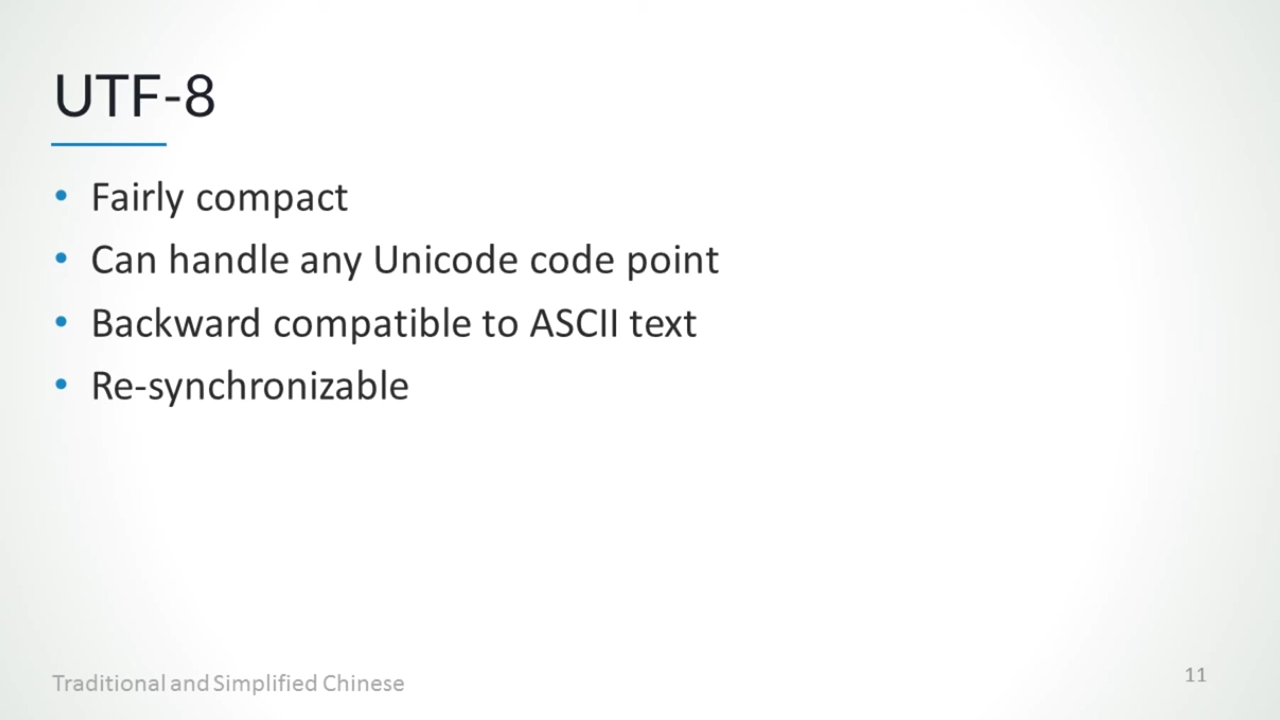 UTF-8
• Fairly compact
• Can handle any Unicode code point
• Backward compatible to ASCII text
• Re-synchronizable
Traditional and Simplified Chinese
11